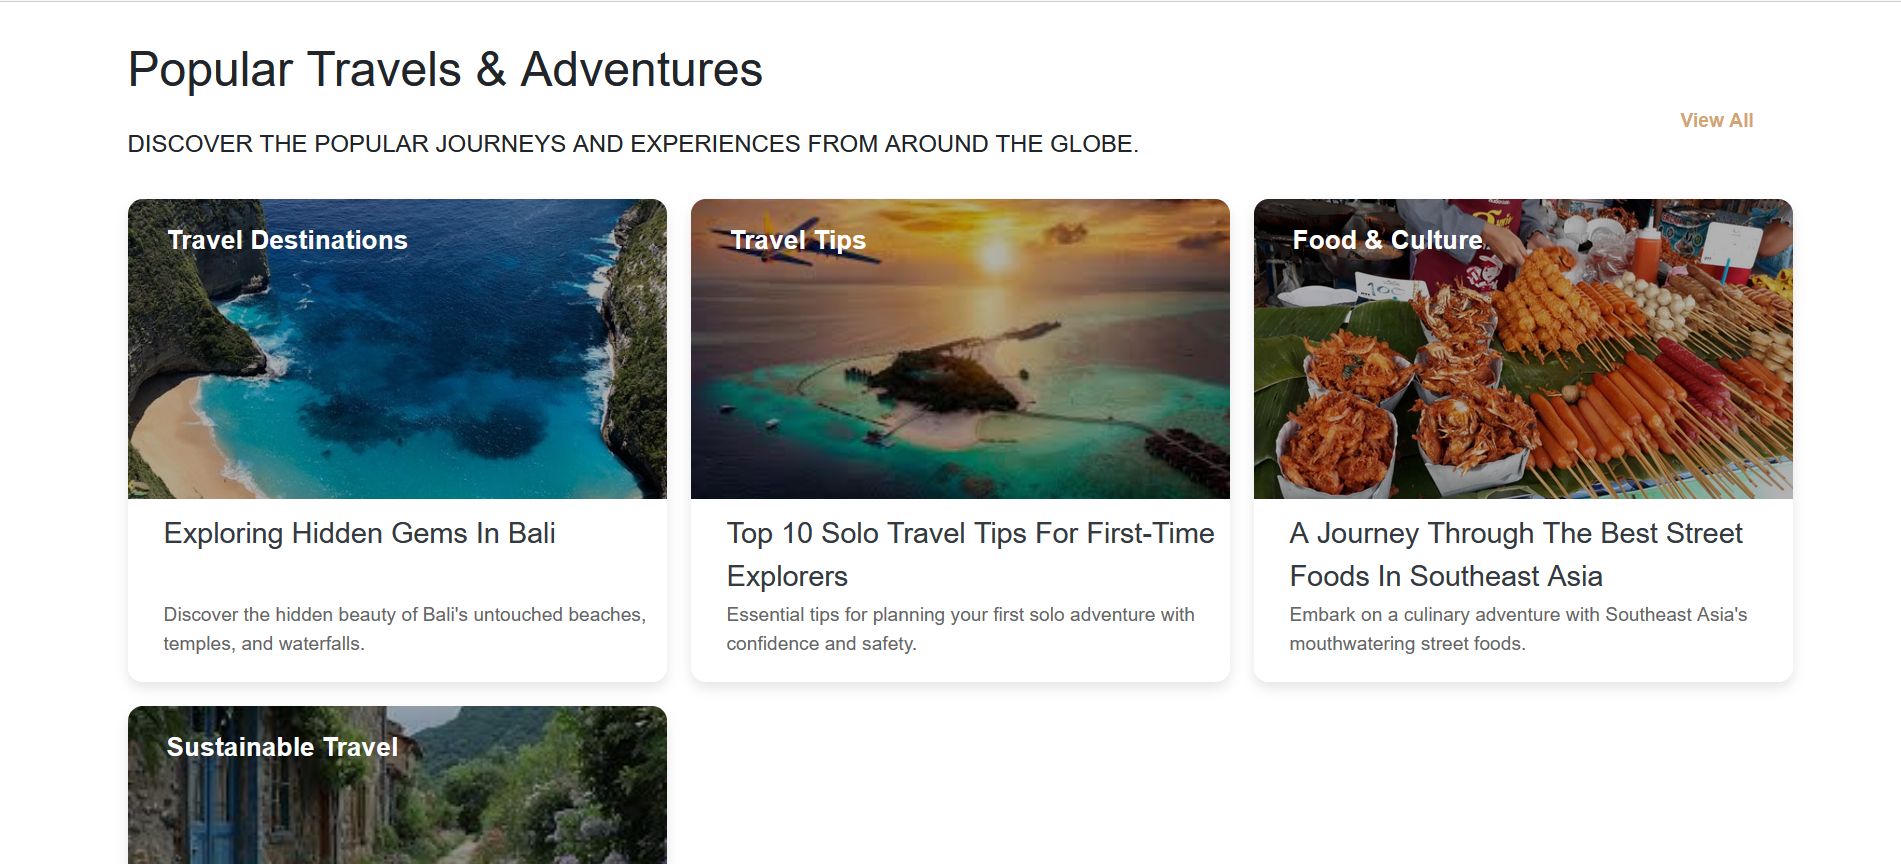 Popular Travels & Adventures
View All
DISCOVER THE POPULAR JOURNEYS AND EXPERIENCES FROM AROUND THE GLOBE.
Travel Destinations
Exploring Hidden Gems In Bali
Discover the hidden beauty of Bali's untouched beaches,
temples, and waterfalls.
Travel Tips
Top 10 Solo Travel Tips For First-Time
Explorers
Essential tips for planning your first solo adventure with
confidence and safety.
Food & Culture
100
A Journey Through The Best Street
Foods In Southeast Asia
Embark on a culinary adventure with Southeast Asia's
mouthwatering street foods.
Sustainable Travel